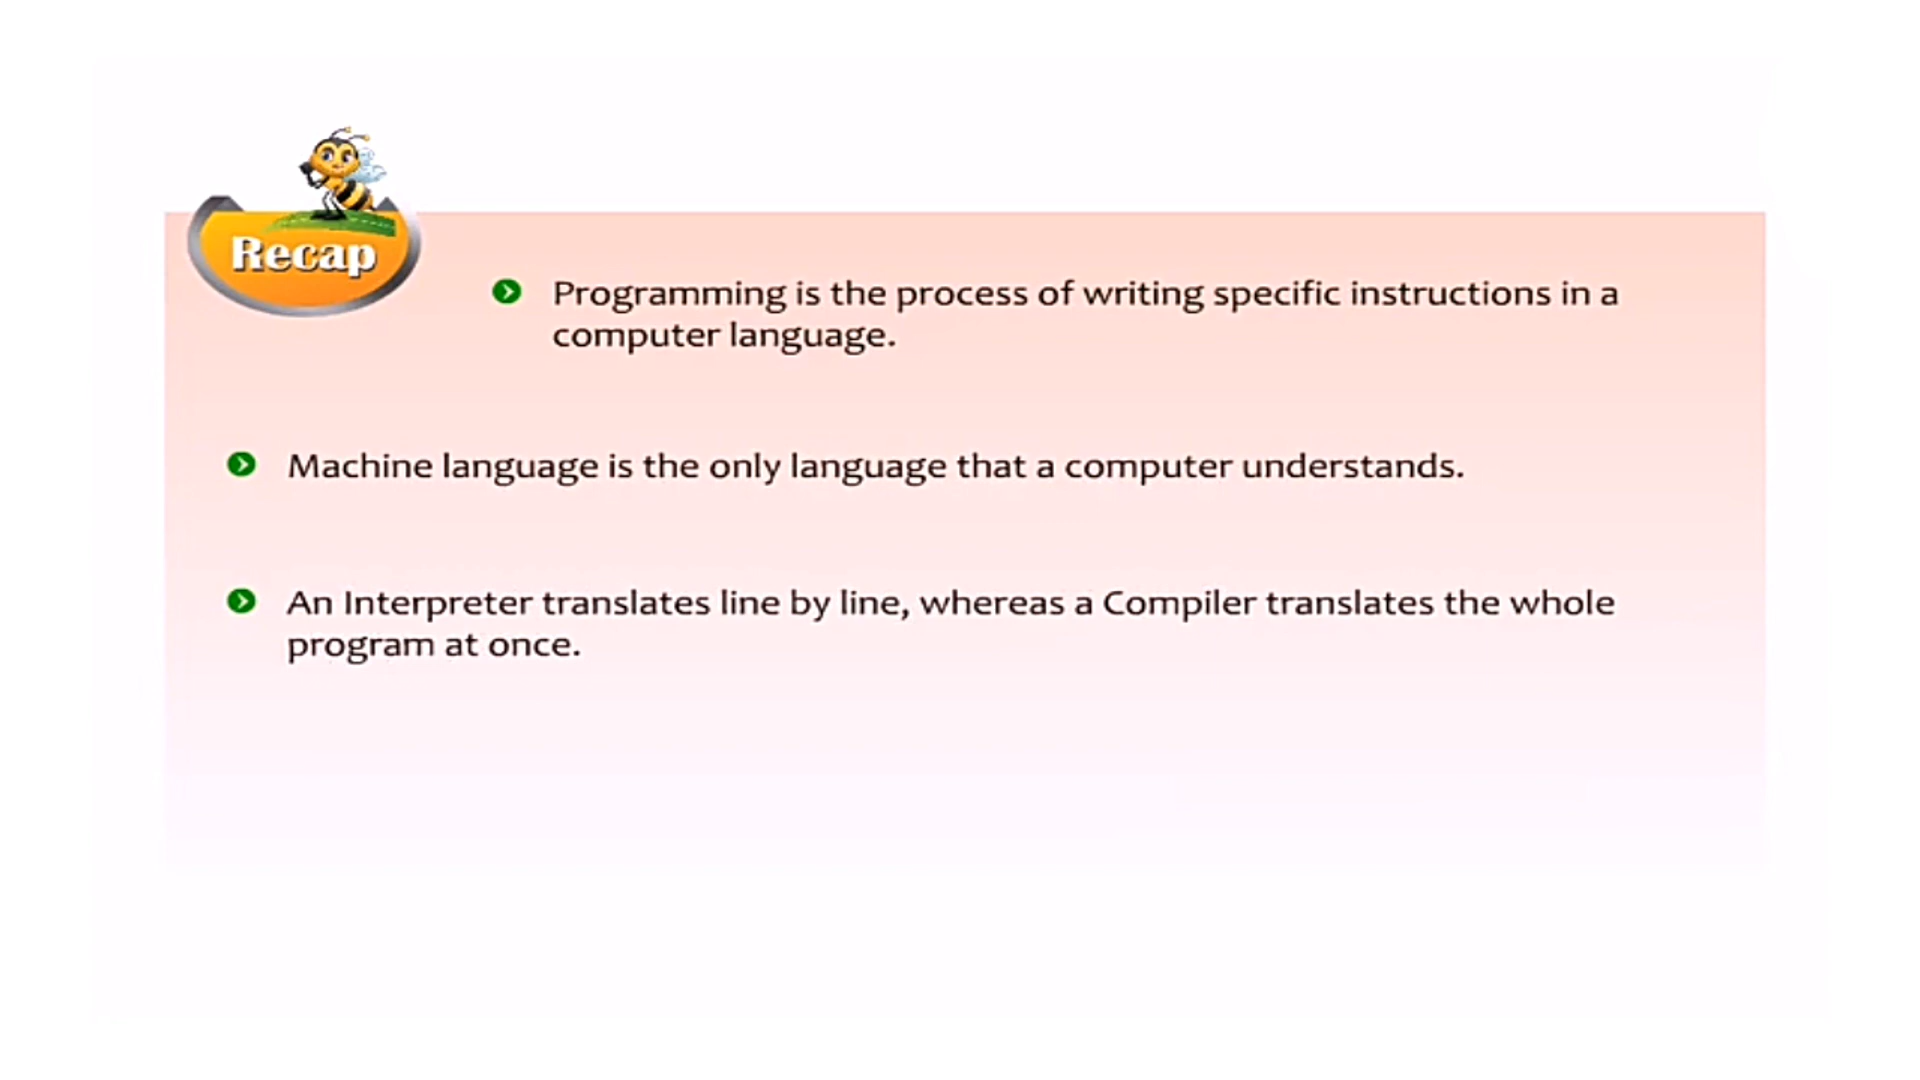 Recap
Programming is the process of writing specific instructions in a
computer language.
Machine language is the only language that a computer understands.
An Interpreter translates line by line, whereas a Compiler translates the whole
program at once.